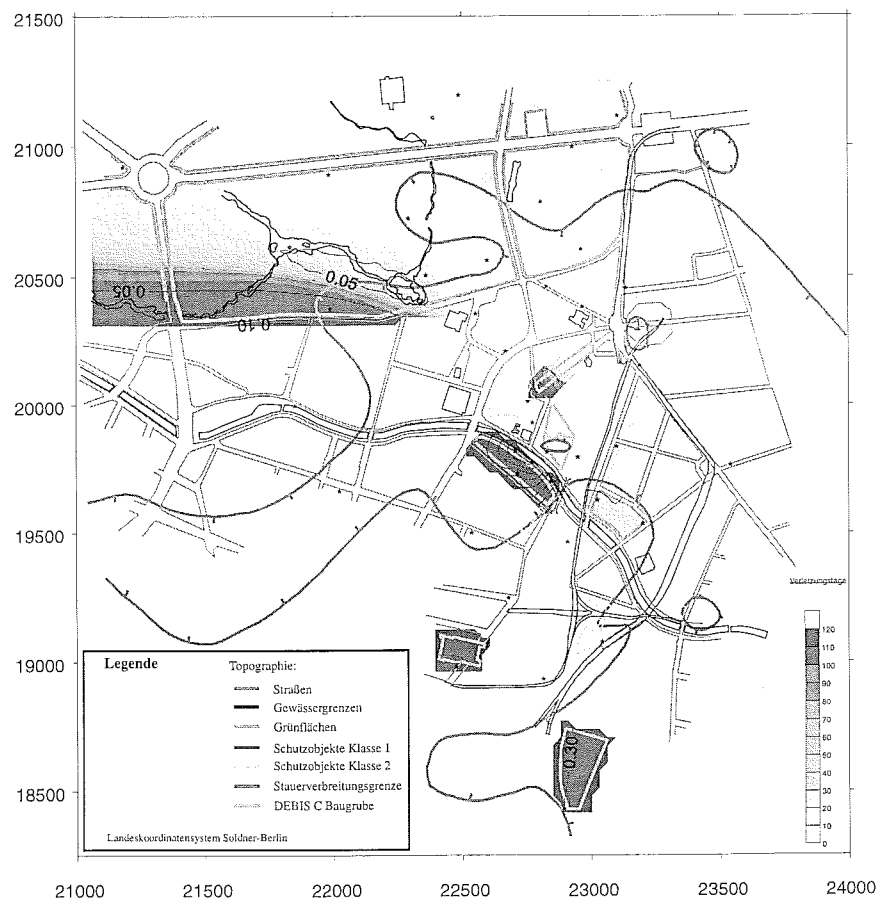 21500
21000
20500
20000
19500
19000
18500
0.05
0.05
0.10
0.30
Verletzungstage
120
110
100
90
80
70
60
50
40
30
20
10
0
Legende
Topographie:
Straßen
Gewässergrenzen
Grünflächen
Schutzobjekte Klasse 1
Schutzobjekte Klasse 2
Stauerverbreitungsgrenze
DEBIS C Baugrube
Landeskoordinatensystem Soldner-Berlin
21000 21500 22000 22500 23000 23500 24000